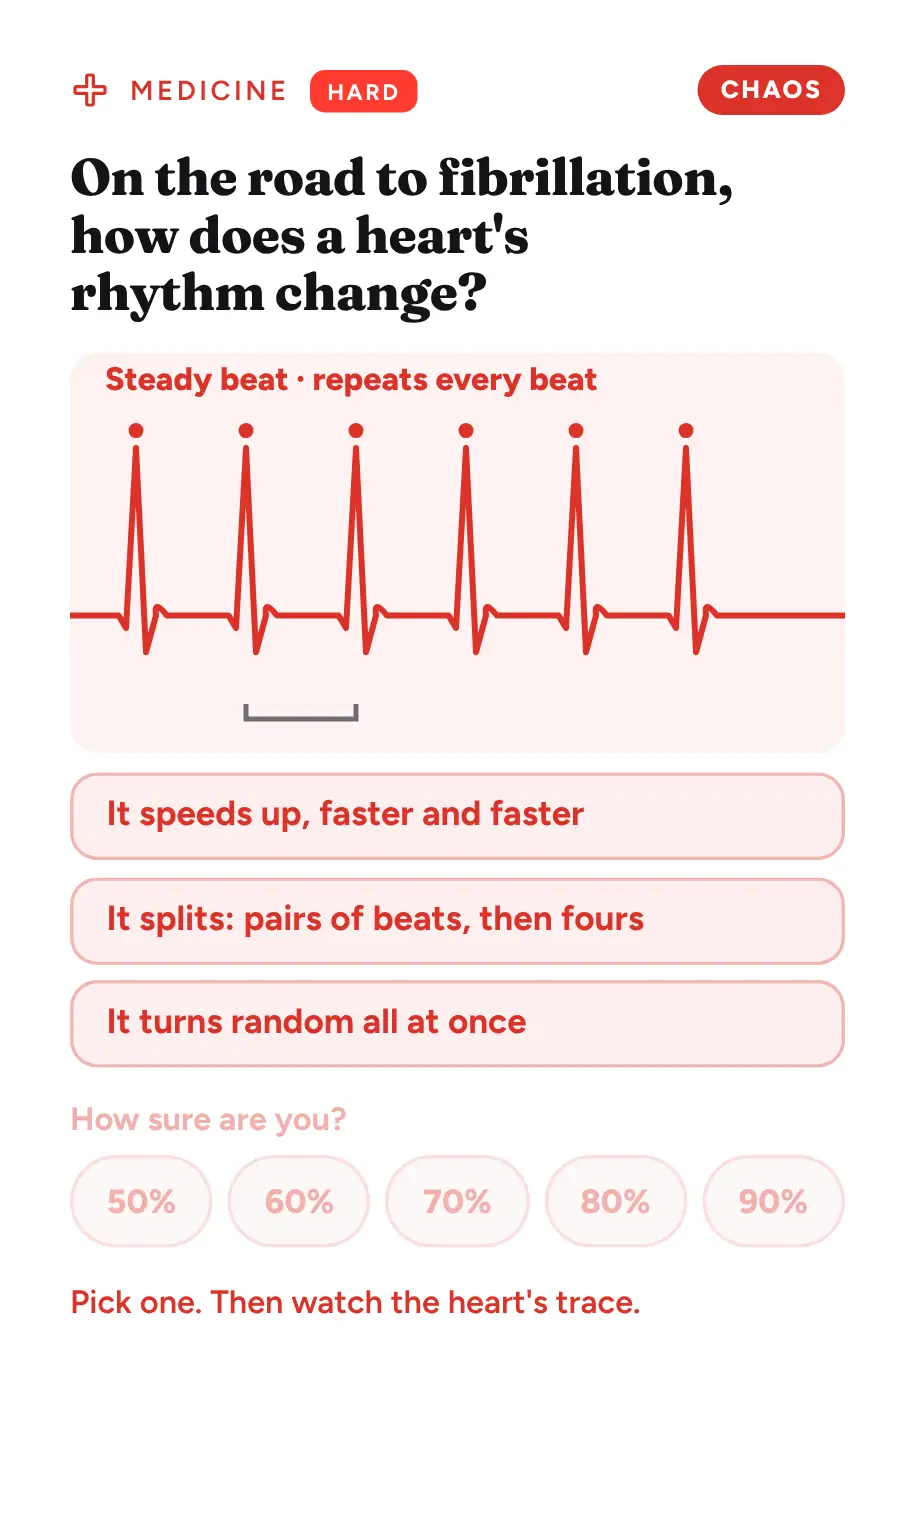 MEDICINE HARD CHAOS
On the road to fibrillation,
how does a heart's
rhythm change?
Steady beat · repeats every beat
It speeds up, faster and faster
It splits: pairs of beats, then fours
It turns random all at once
How sure are you?
50% 60% 70% 80% 90%
Pick one. Then watch the heart's trace.